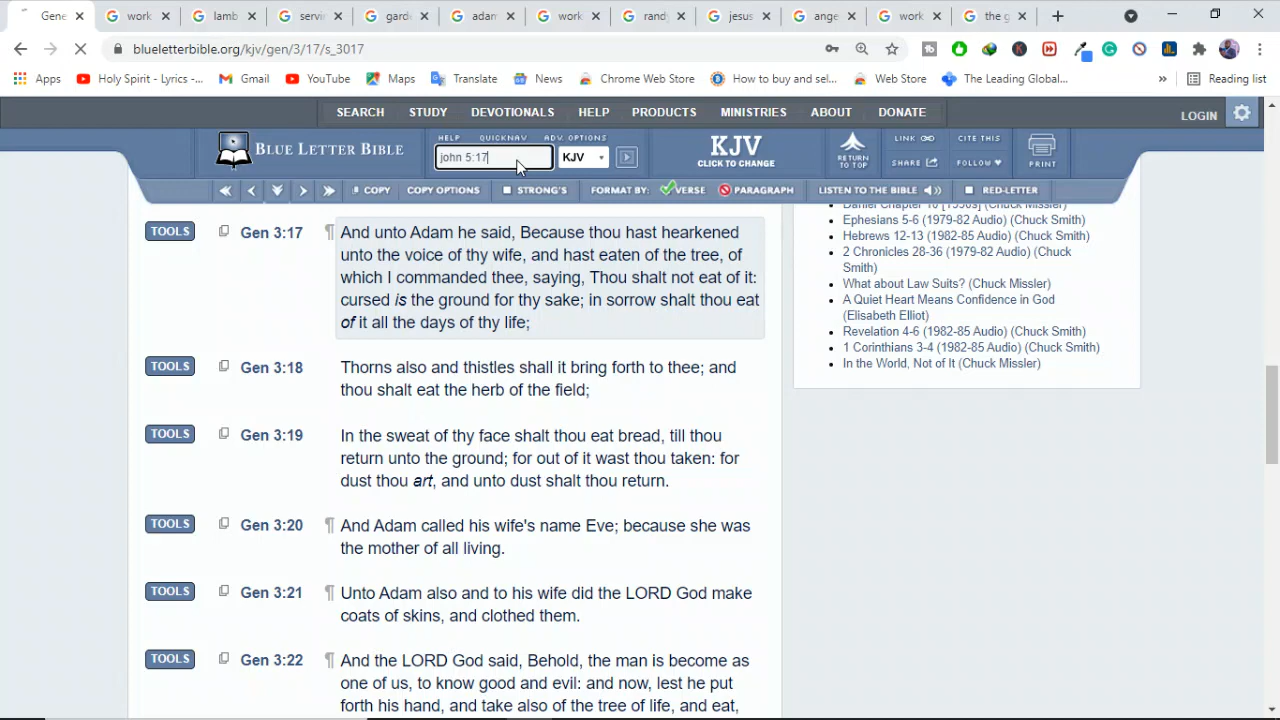 Gene
work
lamb
servir
gard
adam
work
rand
jesus
ange
work
the g
blueletterbible.org/kjv/gen/3/17/s_3017
Apps
Holy Spirit - Lyrics -...
Gmail
YouTube
Maps
Translate
News
Chrome Web Store
How to buy and sel...
Web Store
The Leading Global...
»
Reading list
SEARCH STUDY DEVOTIONALS HELP PRODUCTS MINISTRIES ABOUT DONATE
LOGIN
HELP QUICKNAV ADV. OPTIONS
BLUE LETTER BIBLE
john 5:17
KJV
KJV
CLICK TO CHANGE
RETURN
TO TOP
LINK
SHARE
CITE THIS
FOLLOW
PRINT
COPY COPY OPTIONS STRONG'S FORMAT BY: VERSE PARAGRAPH LISTEN TO THE BIBLE RED-LETTER
TOOLS Gen 3:17 ¶ And unto Adam he said, Because thou hast hearkened
unto the voice of thy wife, and hast eaten of the tree, of
which I commanded thee, saying, Thou shalt not eat of it:
cursed is the ground for thy sake; in sorrow shalt thou eat
of it all the days of thy life;
TOOLS Gen 3:18 Thorns also and thistles shall it bring forth to thee; and
thou shalt eat the herb of the field;
TOOLS Gen 3:19 In the sweat of thy face shalt thou eat bread, till thou
return unto the ground; for out of it wast thou taken: for
dust thou art, and unto dust shalt thou return.
TOOLS Gen 3:20 ¶ And Adam called his wife's name Eve; because she was
the mother of all living.
TOOLS Gen 3:21 ¶ Unto Adam also and to his wife did the LORD God make
coats of skins, and clothed them.
TOOLS Gen 3:22 ¶ And the LORD God said, Behold, the man is become as
one of us, to know good and evil: and now, lest he put
forth his hand, and take also of the tree of life, and eat,
Daniel Chapter 10 [1990s] (Chuck Missler)
Ephesians 5-6 (1979-82 Audio) (Chuck Smith)
Hebrews 12-13 (1982-85 Audio) (Chuck Smith)
2 Chronicles 28-36 (1979-82 Audio) (Chuck
Smith)
What about Law Suits? (Chuck Missler)
A Quiet Heart Means Confidence in God
(Elisabeth Elliot)
Revelation 4-6 (1982-85 Audio) (Chuck Smith)
1 Corinthians 3-4 (1982-85 Audio) (Chuck Smith)
In the World, Not of It (Chuck Missler)